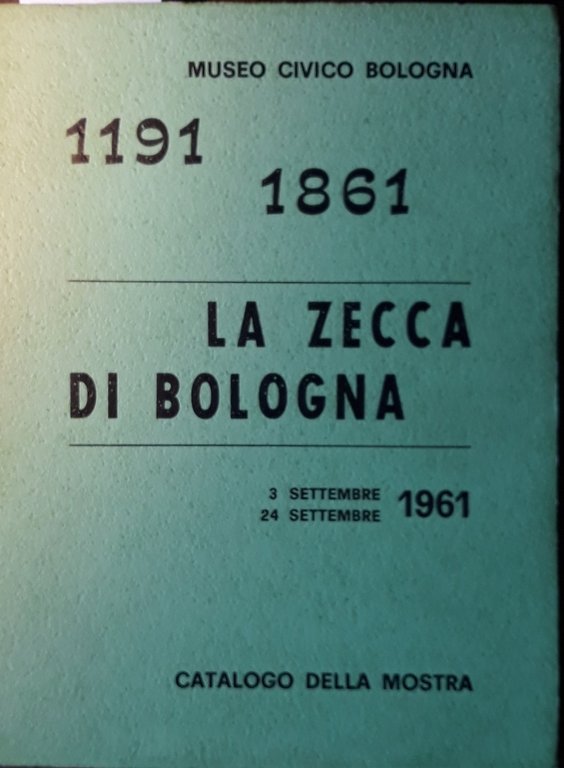 MUSEO CIVICO BOLOGNA
1191
1861
LA ZECCA
DI BOLOGNA
3 SETTEMBRE
24 SETTEMBRE 1961
CATALOGO DELLA MOSTRA